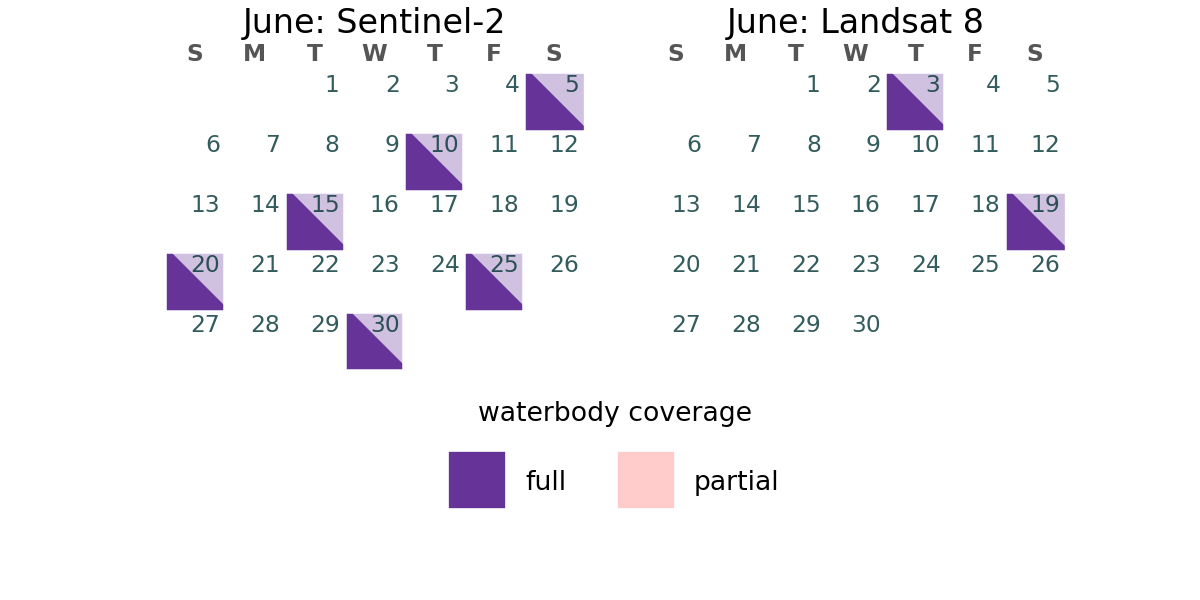 June: Sentinel-2
S M T W T F S
1 2 3 4 5
6 7 8 9 10 11 12
13 14 15 16 17 18 19
20 21 22 23 24 25 26
27 28 29 30
June: Landsat 8
S M T W T F S
1 2 3 4 5
6 7 8 9 10 11 12
13 14 15 16 17 18 19
20 21 22 23 24 25 26
27 28 29 30
waterbody coverage
full partial